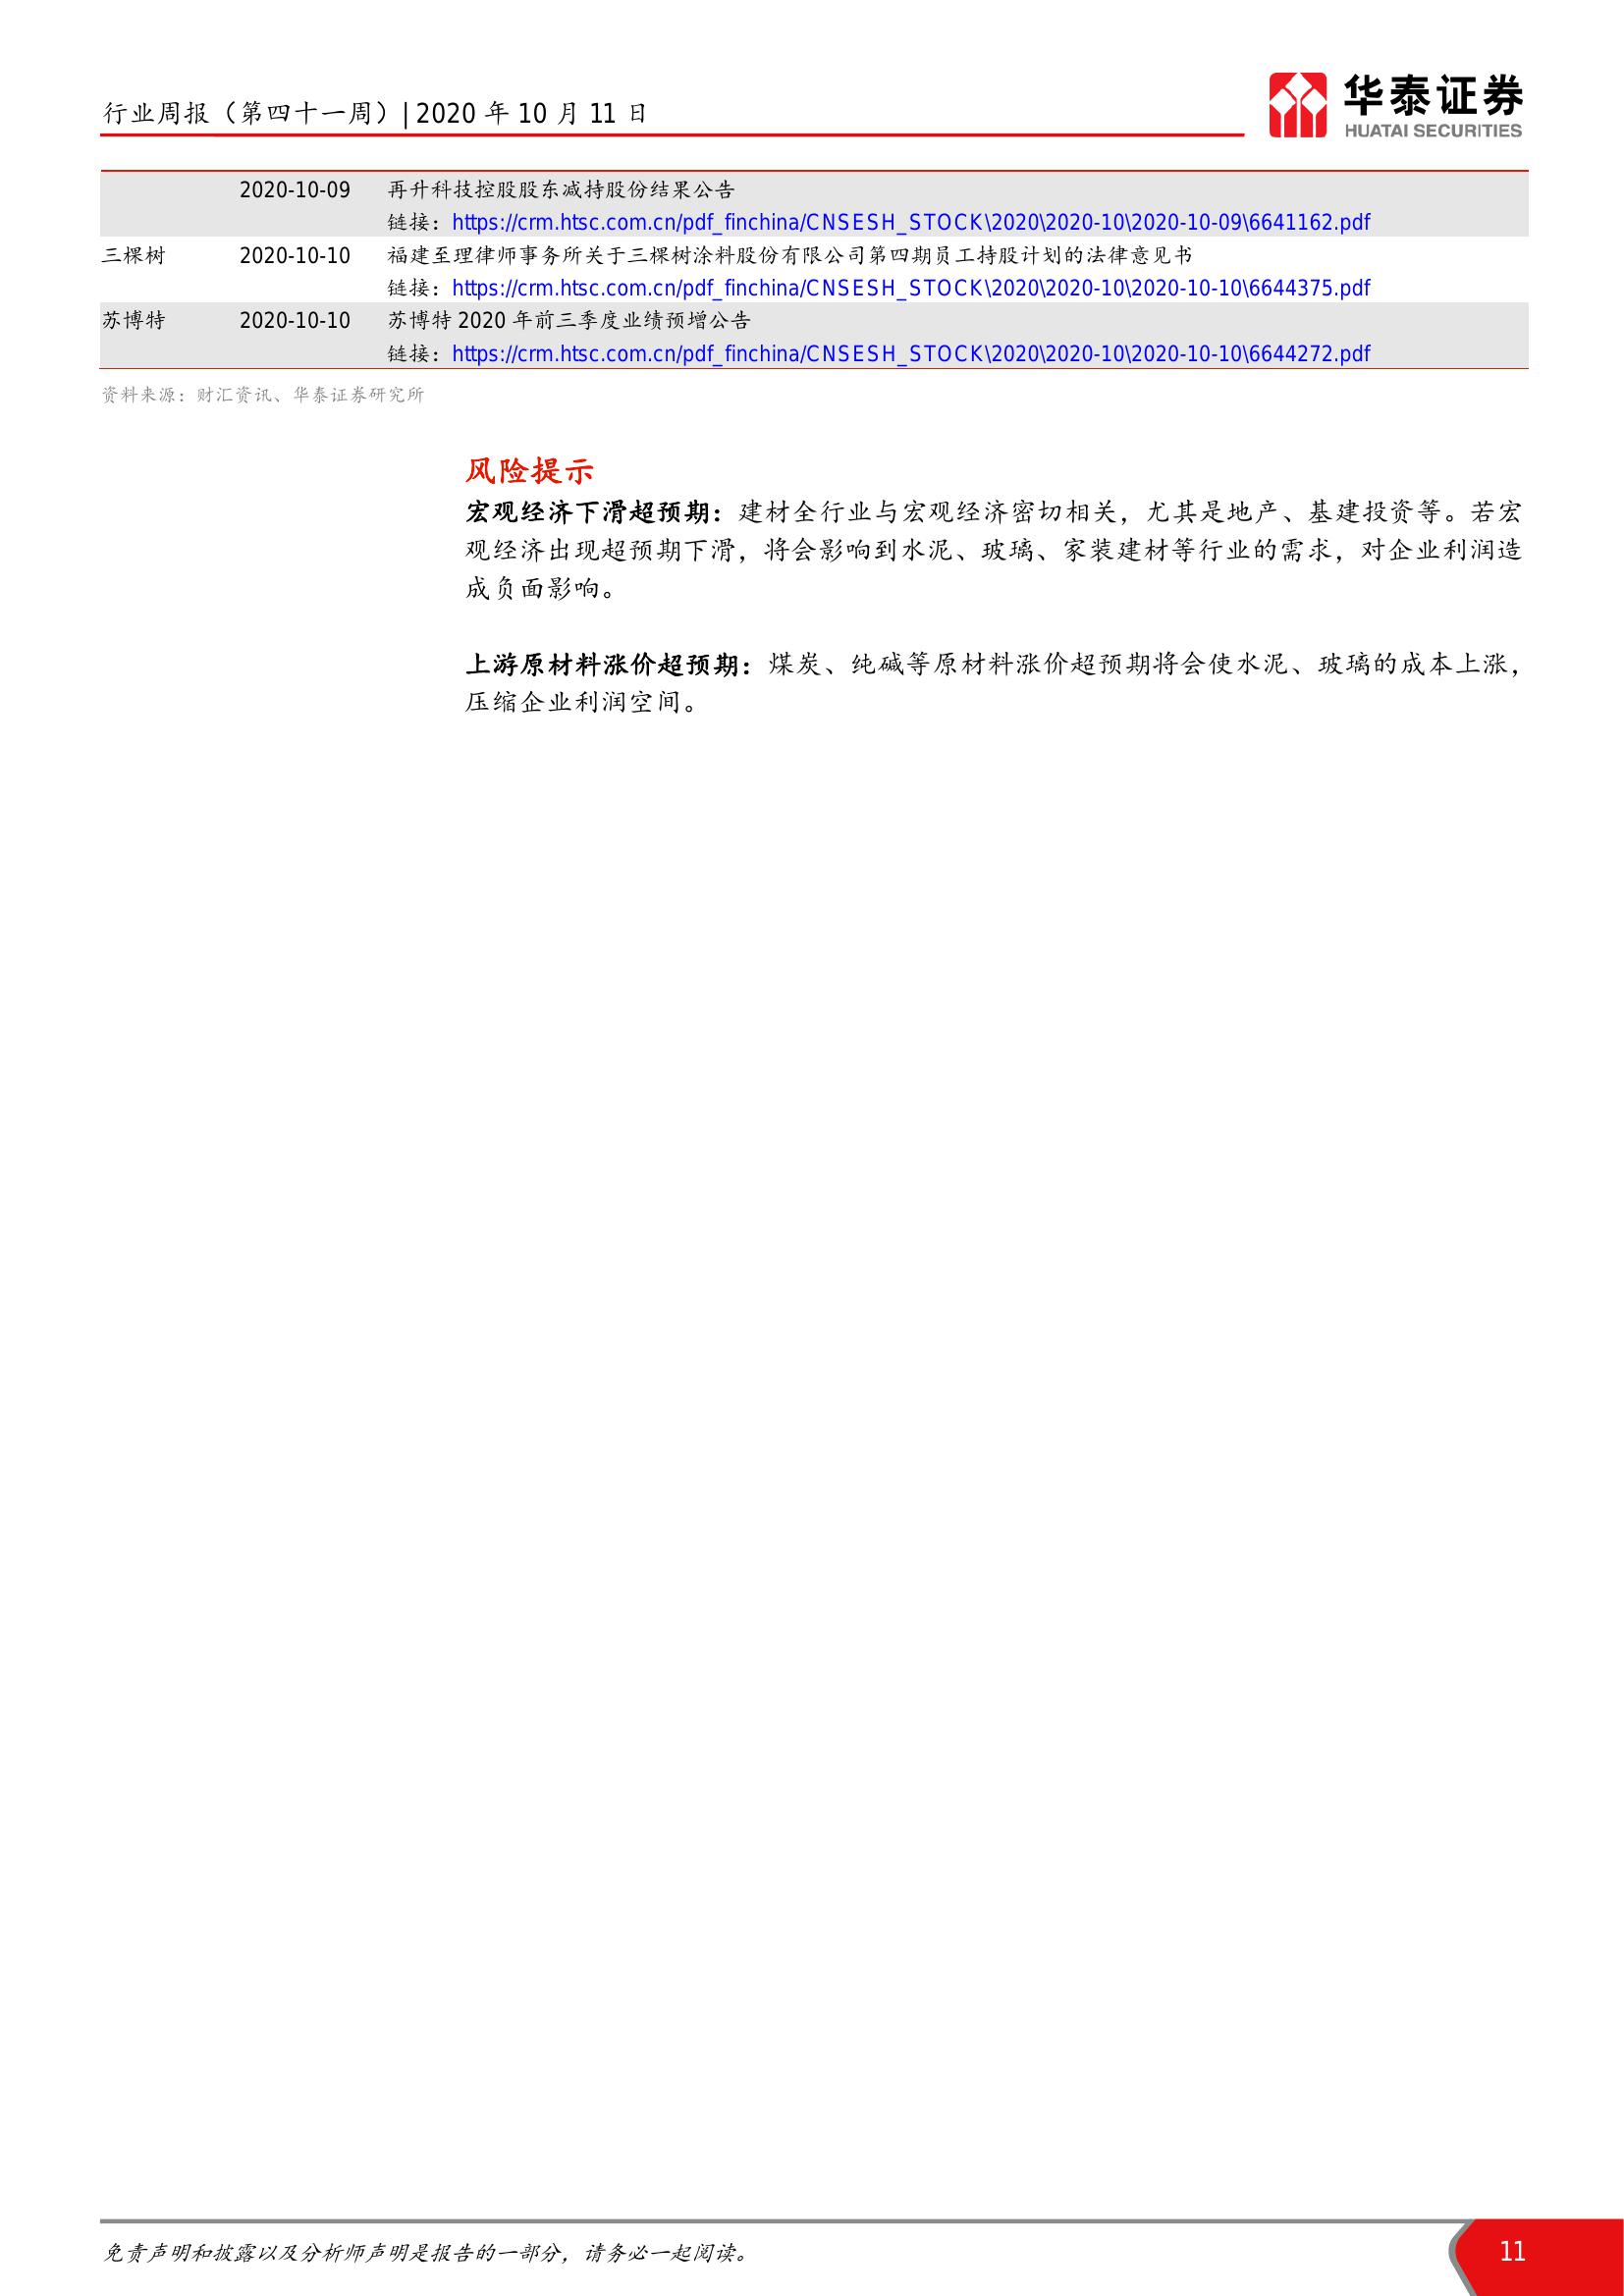 行业周报（第四十一周）| 2020 年 10 月 11 日
华泰证券
HUATAI SECURITIES
2020-10-09 再升科技控股股东减持股份结果公告
链接：https://crm.htsc.com.cn/pdf_finchina/CNSESH_STOCK\2020\2020-10\2020-10-09\6641162.pdf
三棵树 2020-10-10 福建至理律师事务所关于三棵树涂料股份有限公司第四期员工持股计划的法律意见书
链接：https://crm.htsc.com.cn/pdf_finchina/CNSESH_STOCK\2020\2020-10\2020-10-10\6644375.pdf
苏博特 2020-10-10 苏博特 2020 年前三季度业绩预增公告
链接：https://crm.htsc.com.cn/pdf_finchina/CNSESH_STOCK\2020\2020-10\2020-10-10\6644272.pdf
资料来源：财汇资讯、华泰证券研究所
风险提示
宏观经济下滑超预期：建材全行业与宏观经济密切相关，尤其是地产、基建投资等。若宏
观经济出现超预期下滑，将会影响到水泥、玻璃、家装建材等行业的需求，对企业利润造
成负面影响。
上游原材料涨价超预期：煤炭、纯碱等原材料涨价超预期将会使水泥、玻璃的成本上涨，
压缩企业利润空间。
免责声明和披露以及分析师声明是报告的一部分，请务必一起阅读。
11